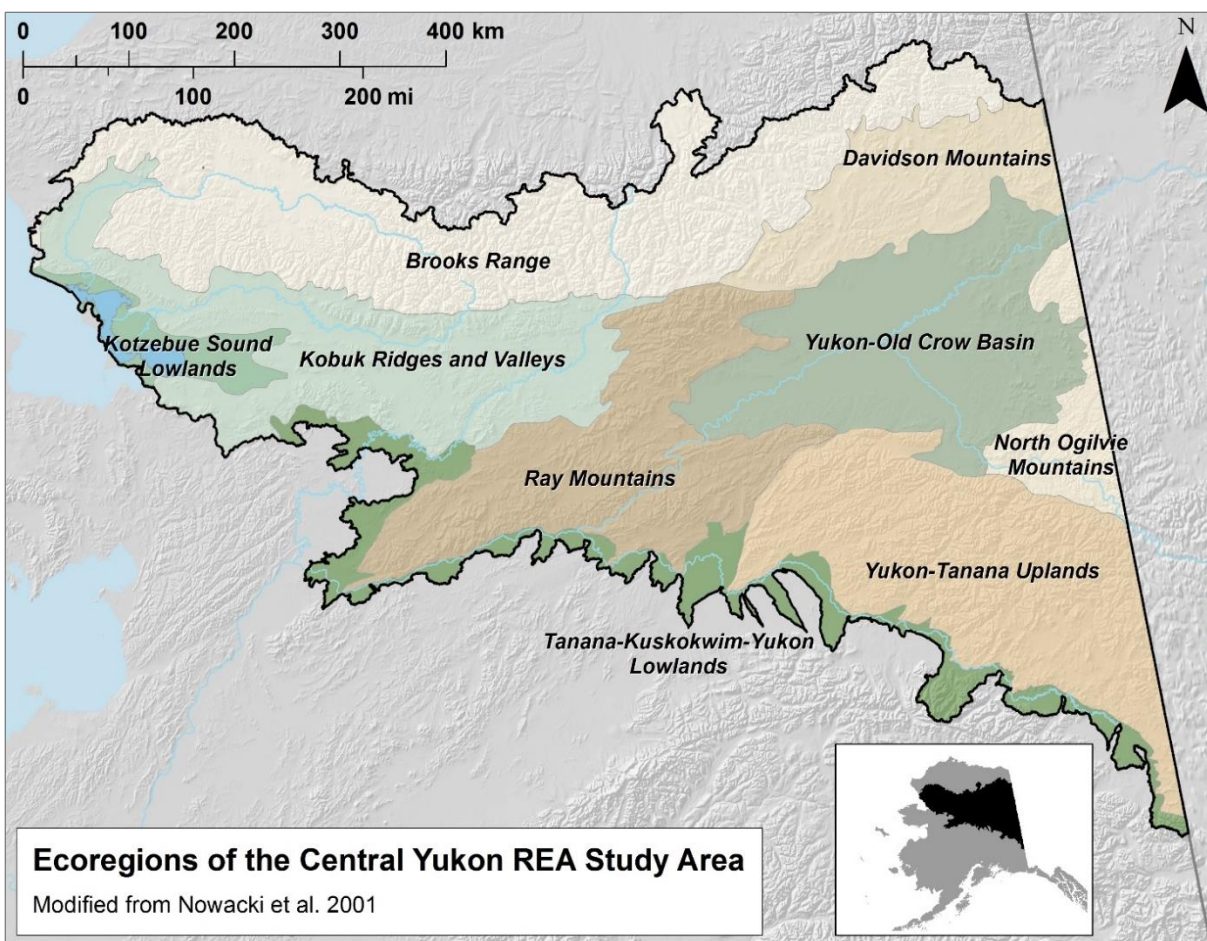 0 100 200 300 400 km
0 100 200 mi
N
Davidson Mountains
Brooks Range
Kotzebue Sound
Lowlands
Kobuk Ridges and Valleys
Yukon-Old Crow Basin
North Ogilvie
Mountains
Ray Mountains
Yukon-Tanana Uplands
Tanana-Kuskokwim-Yukon
Lowlands
Ecoregions of the Central Yukon REA Study Area
Modified from Nowacki et al. 2001